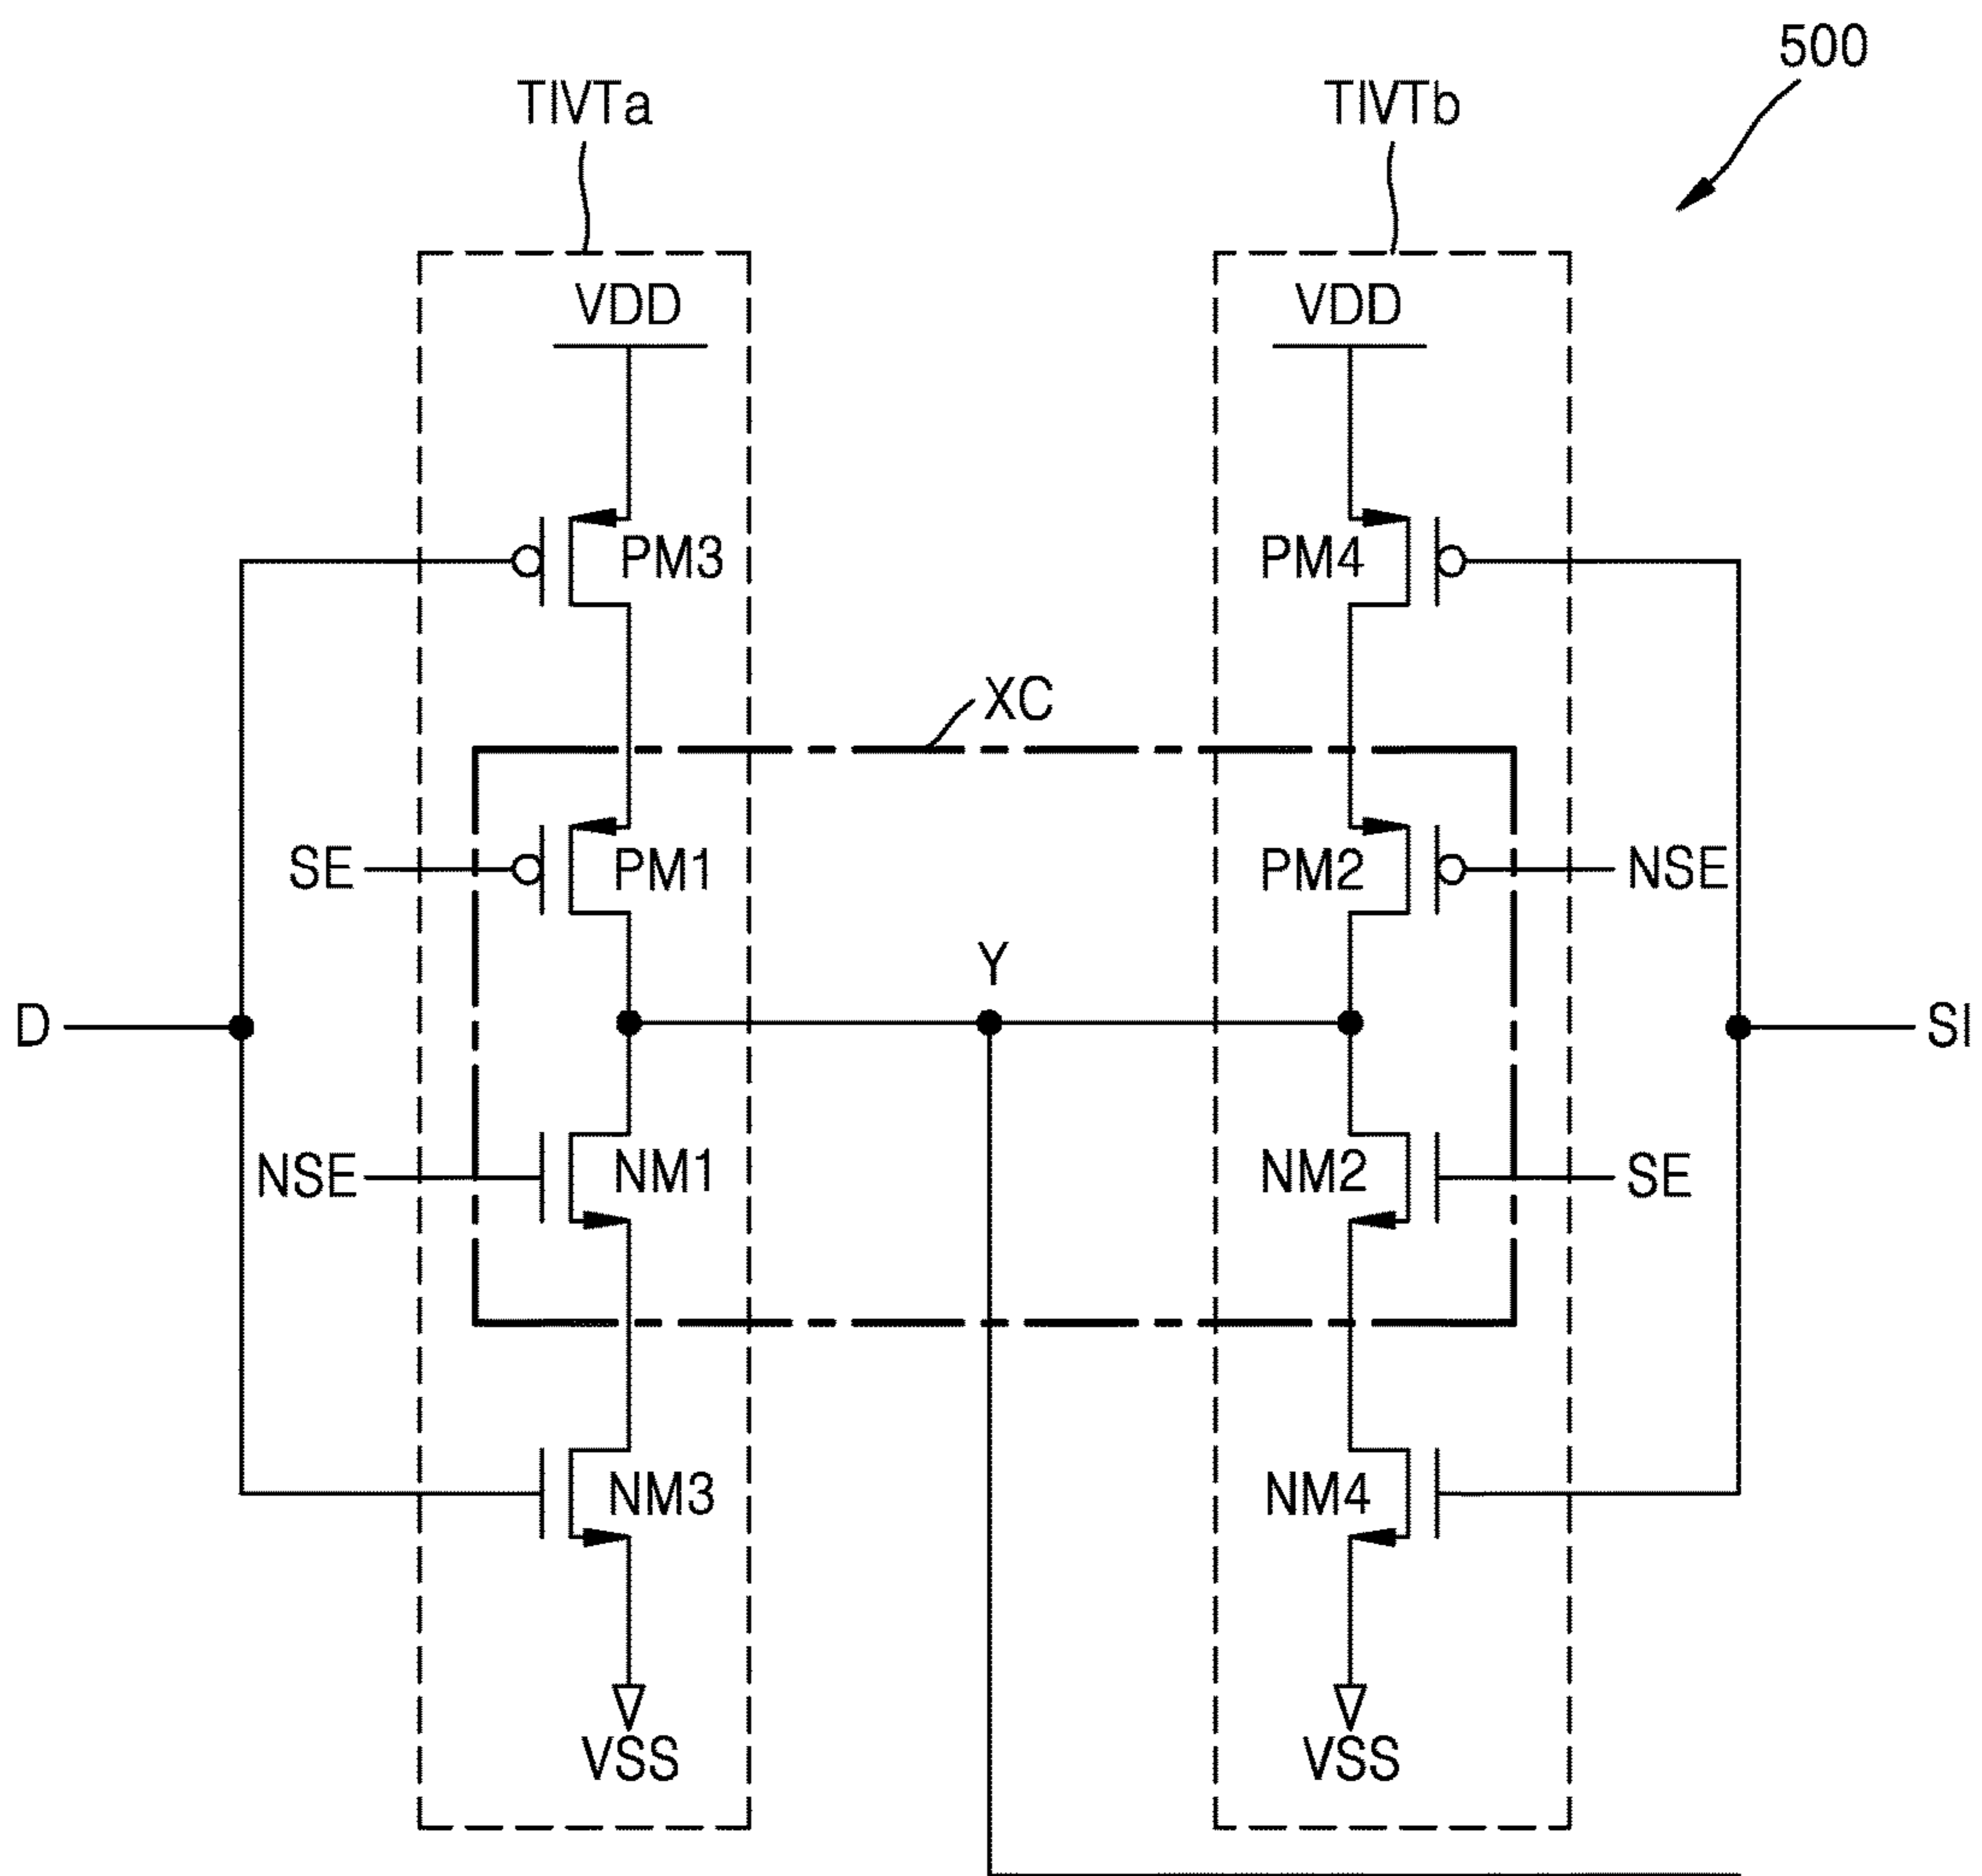 500
TIVTa TIVTb
VDD VDD
PM3 PM4
XC
SE PM1 PM2 NSE
Y
D SI
NSE NM1 NM2 SE
NM3 NM4
VSS VSS